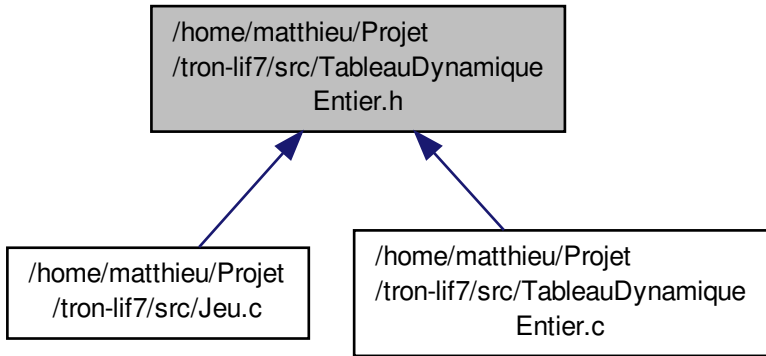 /home/matthieu/Projet
/tron-lif7/src/TableauDynamique
Entier.h
/home/matthieu/Projet
/tron-lif7/src/Jeu.c
/home/matthieu/Projet
/tron-lif7/src/TableauDynamique
Entier.c